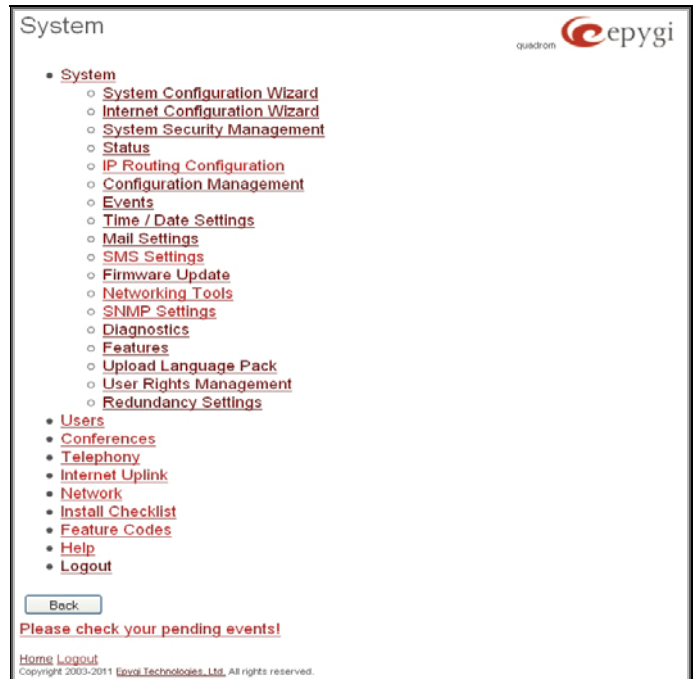 System
quadrom epygi
System
System Configuration Wizard
Internet Configuration Wizard
System Security Management
Status
IP Routing Configuration
Configuration Management
Events
Time / Date Settings
Mail Settings
SMS Settings
Firmware Update
Networking Tools
SNMP Settings
Diagnostics
Features
Upload Language Pack
User Rights Management
Redundancy Settings
Users
Conferences
Telephony
Internet Uplink
Network
Install Checklist
Feature Codes
Help
Logout
Back
Please check your pending events!
Home Logout
Copyright 2003-2011 Epygi Technologies, Ltd. All rights reserved.